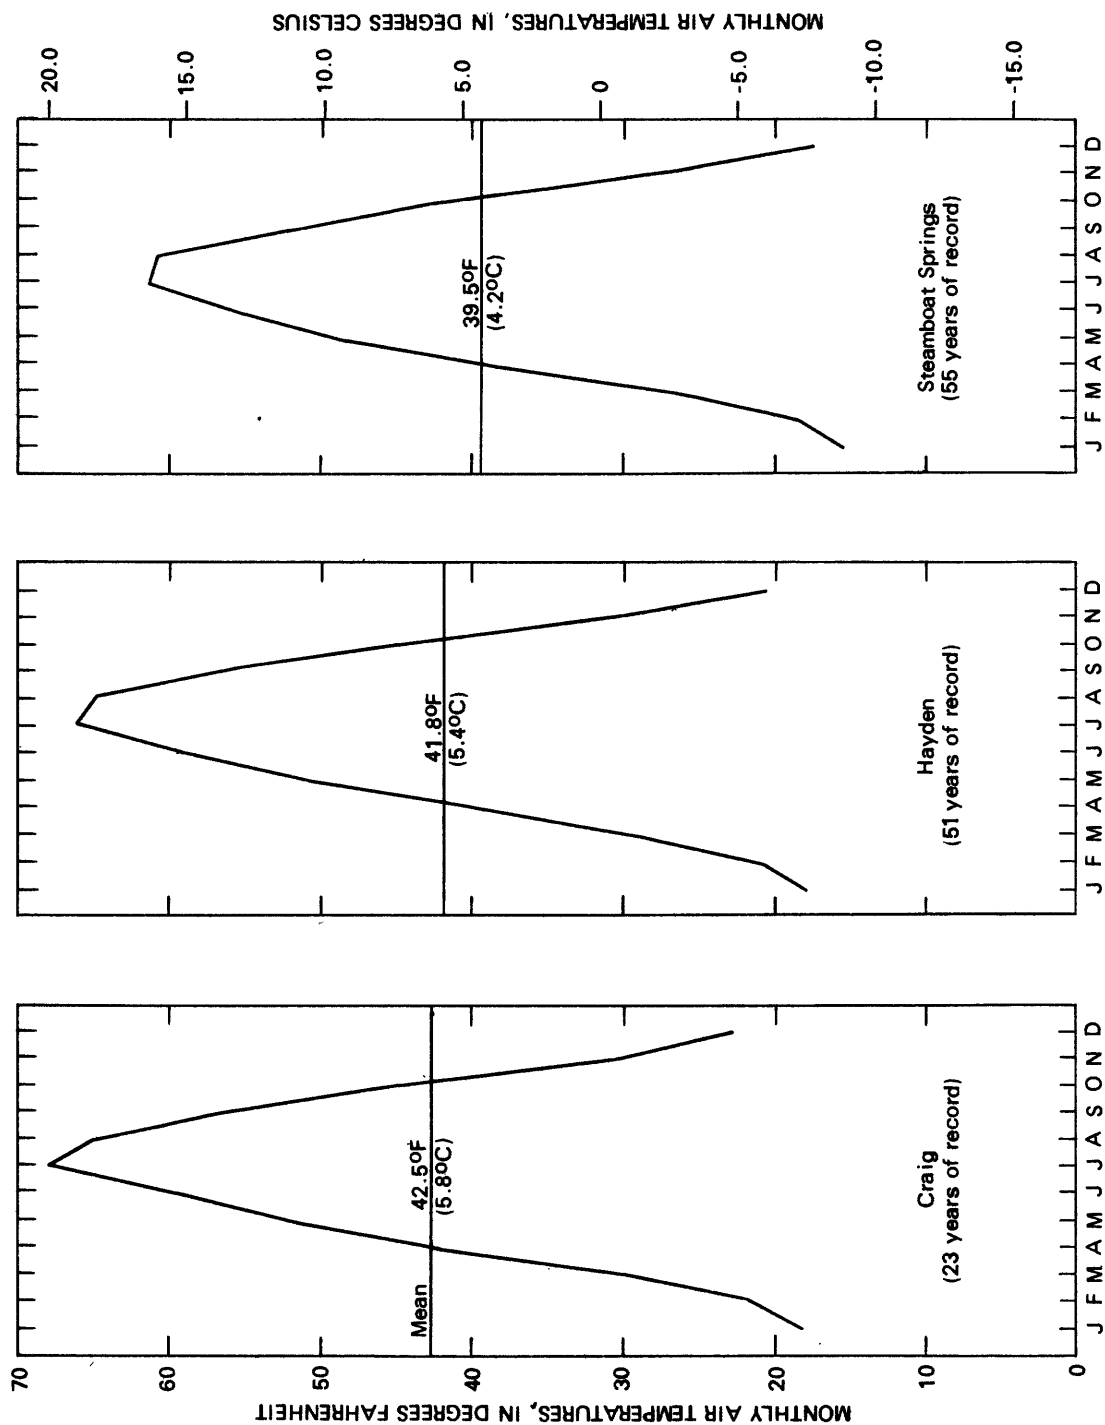 MONTHLY AIR TEMPERATURES, IN DEGREES FAHRENHEIT
70
60
50
40
30
20
10
0
Mean
42.5ºF
(5.8ºC)
Craig
(23 years of record)
J F M A M J J A S O N D
41.8ºF
(5.4ºC)
Hayden
(51 years of record)
J F M A M J J A S O N D
39.5ºF
(4.2ºC)
Steamboat Springs
(55 years of record)
J F M A M J J A S O N D
20.0
15.0
10.0
5.0
0
-5.0
-10.0
-15.0
MONTHLY AIR TEMPERATURES, IN DEGREES CELSIUS